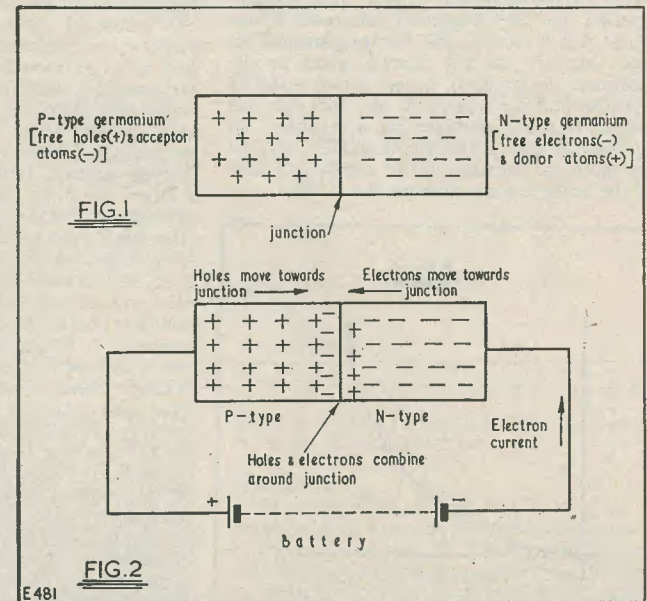 P-type germanium
[free holes(+) & acceptor
atoms(-)]
+ + + +
+ + +
+ + + +
+ + +
— — — — —
— — —
— — — — —
— — — —
N-type germanium
[free electrons(-)
& donor atoms(+)]
FIG.1
junction
Holes move towards
junction
Electrons move towards
junction
+ + + + –
+ + + + –
+ + + + –
+ + + + –
+ — — — —
+ — — — —
+ — — — —
+ — — — —
P-type
N-type
Holes & electrons combine
around junction
Electron
current
+
–
Battery
FIG.2
E481